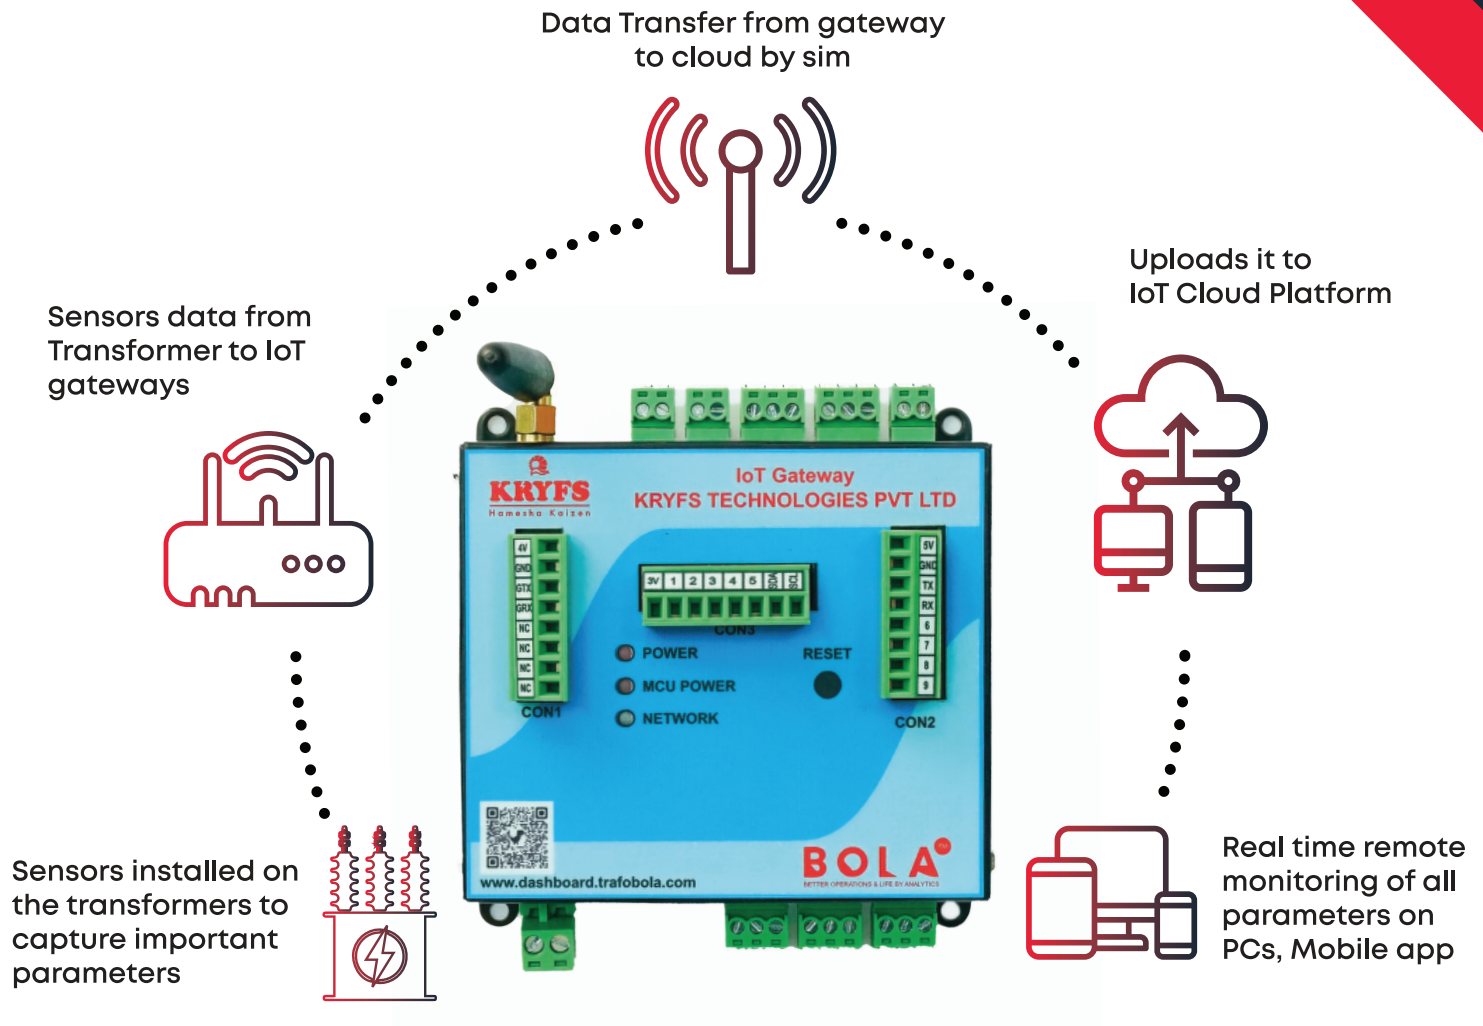 Data Transfer from gateway
to cloud by sim
Uploads it to
IoT Cloud Platform
Sensors data from
Transformer to IoT
gateways
KRYFS
Hamesha Kaizen
IoT Gateway
KRYFS TECHNOLOGIES PVT LTD
4V
GND
GTX
GRX
NC
NC
NC
NC
CON1
3V 1 2 3 4 5 SDA SCL
CON3
5V
GND
TX
RX
6
7
8
9
CON2
POWER
MCU POWER
NETWORK
RESET
www.dashboard.trafobola.com
BOLA
BETTER OPERATIONS & LIFE BY ANALYTICS
Sensors installed on
the transformers to
capture important
parameters
Real time remote
monitoring of all
parameters on
PCs, Mobile app